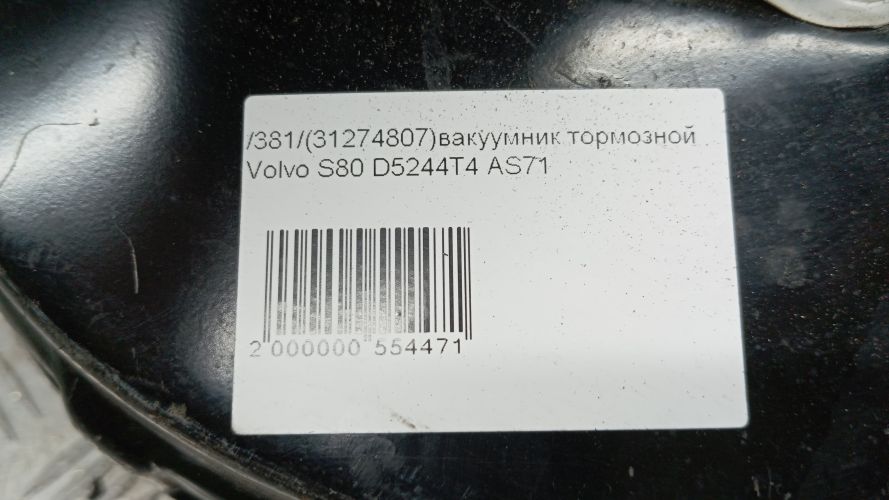 /381/(31274807)вакуумник тормозной
Volvo S80 D5244T4 AS71
2 000000 554471